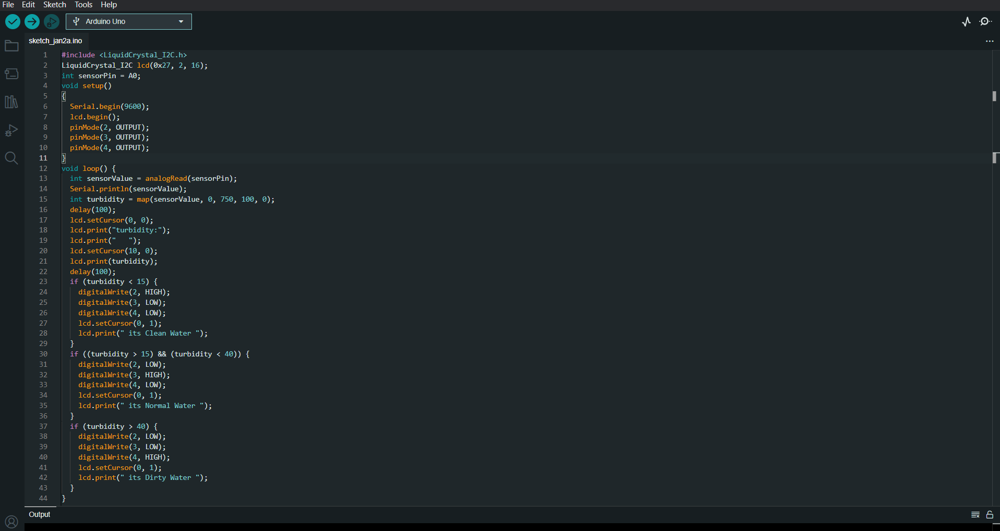 File Edit Sketch Tools Help
Arduino Uno
sketch_jan2a.ino
1 #include <LiquidCrystal_I2C.h>
2 LiquidCrystal_I2C lcd(0x27, 2, 16);
3 int sensorPin = A0;
4 void setup()
5 {
6   Serial.begin(9600);
7   lcd.begin();
8   pinMode(2, OUTPUT);
9   pinMode(3, OUTPUT);
10   pinMode(4, OUTPUT);
11 }
12 void loop() {
13   int sensorValue = analogRead(sensorPin);
14   Serial.println(sensorValue);
15   int turbidity = map(sensorValue, 0, 750, 100, 0);
16   delay(100);
17   lcd.setCursor(0, 0);
18   lcd.print("turbidity:");
19   lcd.print("   ");
20   lcd.setCursor(10, 0);
21   lcd.print(turbidity);
22   delay(100);
23   if (turbidity < 15) {
24     digitalWrite(2, HIGH);
25     digitalWrite(3, LOW);
26     digitalWrite(4, LOW);
27     lcd.setCursor(0, 1);
28     lcd.print(" its Clean Water ");
29   }
30   if ((turbidity > 15) && (turbidity < 40)) {
31     digitalWrite(2, LOW);
32     digitalWrite(3, HIGH);
33     digitalWrite(4, LOW);
34     lcd.setCursor(0, 1);
35     lcd.print(" its Normal Water ");
36   }
37   if (turbidity > 40) {
38     digitalWrite(2, LOW);
39     digitalWrite(3, LOW);
40     digitalWrite(4, HIGH);
41     lcd.setCursor(0, 1);
42     lcd.print(" its Dirty Water ");
43   }
44 }
Output